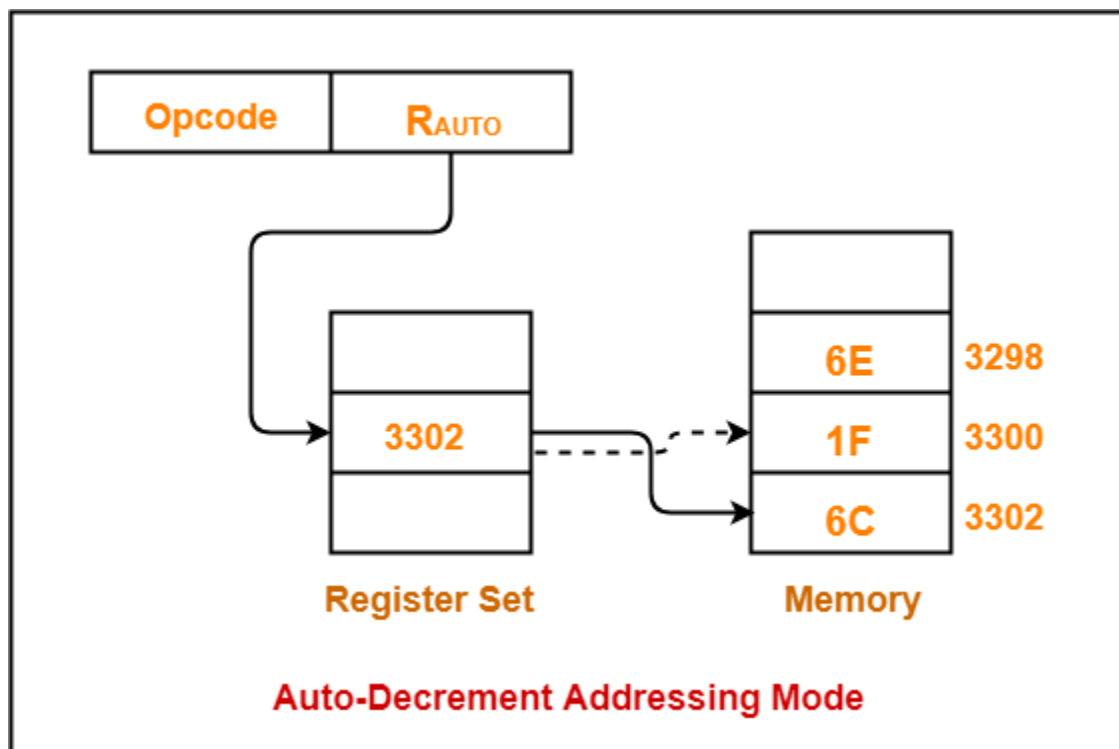 Opcode RAUTO
6E 3298
3302 1F 3300
6C 3302
Register Set Memory
Auto-Decrement Addressing Mode